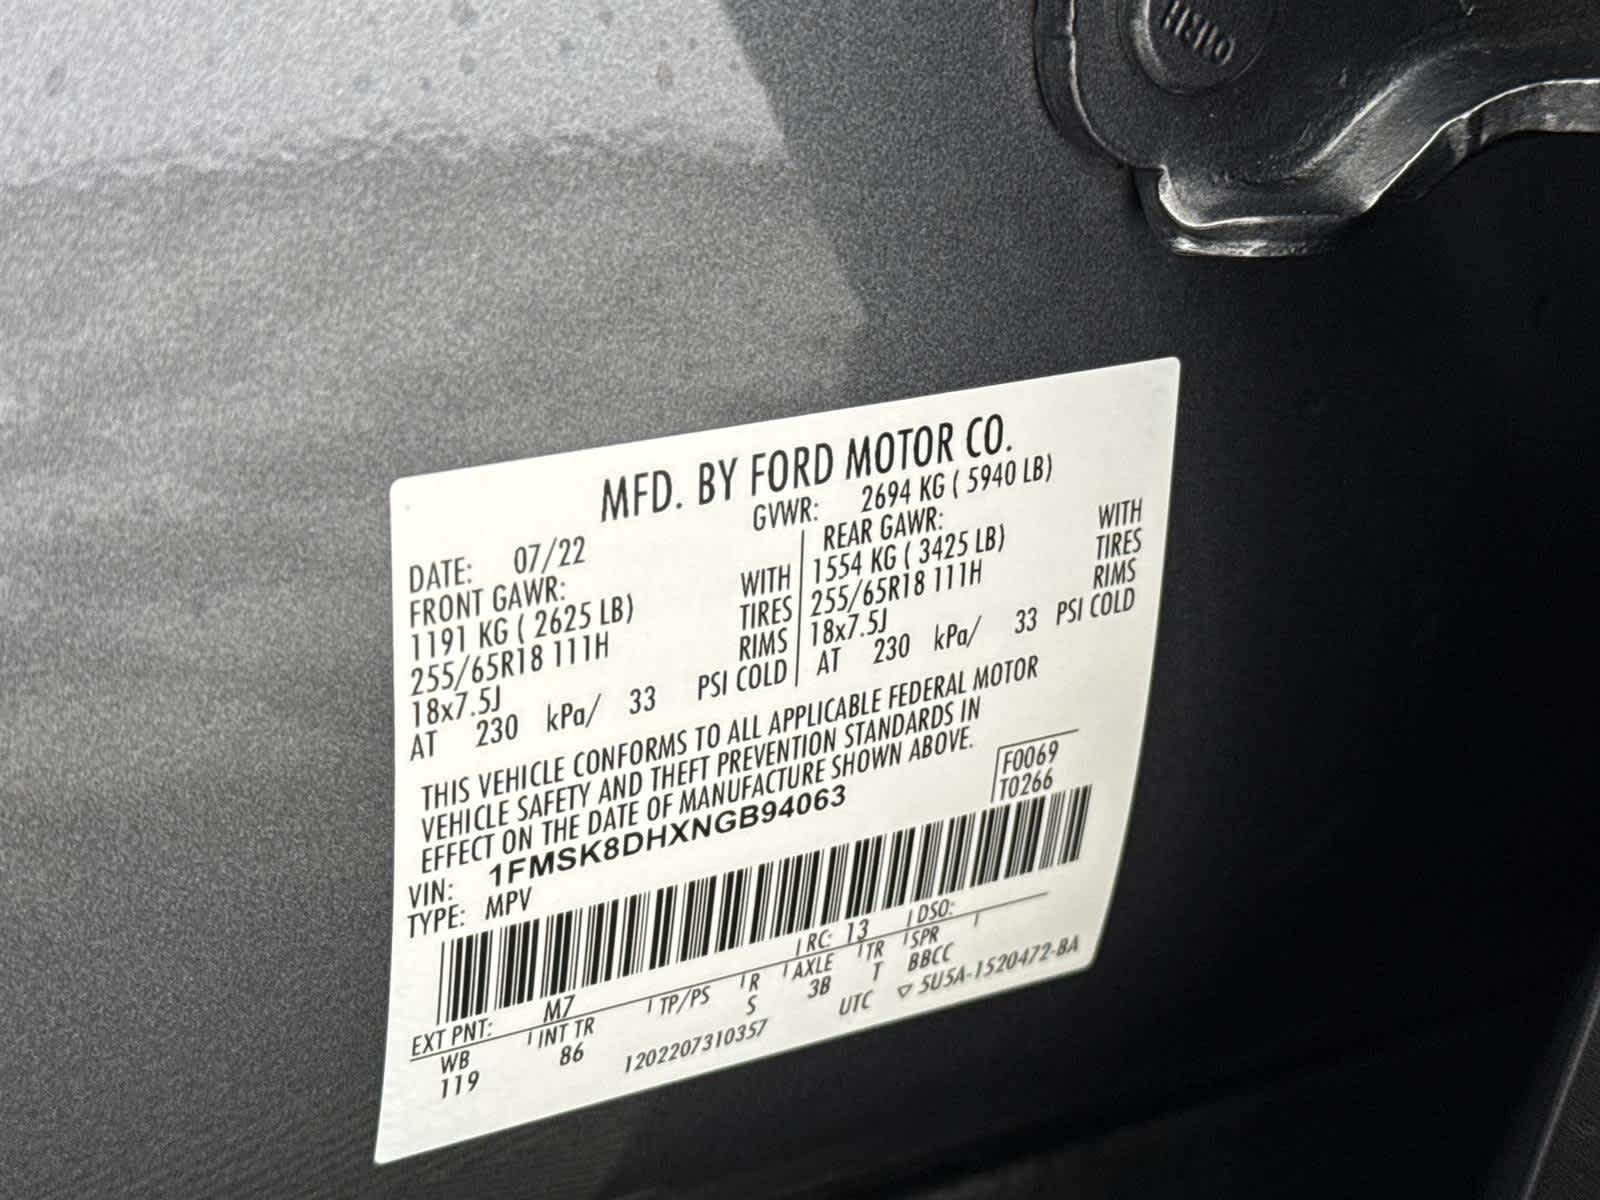 04RH
MFD. BY FORD MOTOR CO.
DATE: 07/22 GVWR: 2694 KG ( 5940 LB)
FRONT GAWR: REAR GAWR:
1191 KG ( 2625 LB) WITH 1554 KG ( 3425 LB) WITH
255/65R18 111H TIRES 255/65R18 111H TIRES
18x7.5J RIMS 18x7.5J RIMS
AT 230 kPa/ 33 PSI COLD AT 230 kPa/ 33 PSI COLD
THIS VEHICLE CONFORMS TO ALL APPLICABLE FEDERAL MOTOR
VEHICLE SAFETY AND THEFT PREVENTION STANDARDS IN
EFFECT ON THE DATE OF MANUFACTURE SHOWN ABOVE.
F0069
T0266
VIN: 1FMSK8DHXNGB94063
TYPE: MPV
EXT PNT: M7 RC: 13 DSO:
WB INT TR TP/PS R AXLE TR SPR
119 86 S 3B T BBCC
1202207310357 UTC ▽ 5U5A-1520472-BA